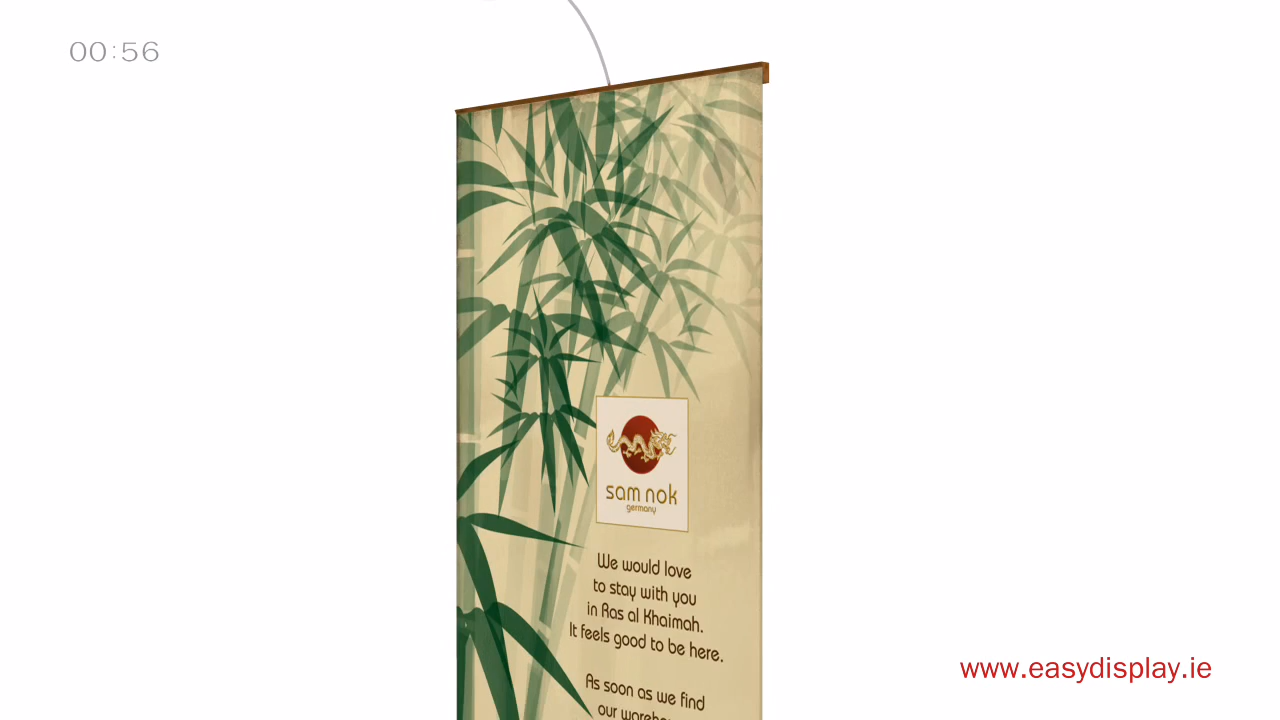 00:56
sam nok
germany
We would love
to stay with you
in Ras al Khaimah.
It feels good to be here.
As soon as we find
our
www.easydisplay.ie